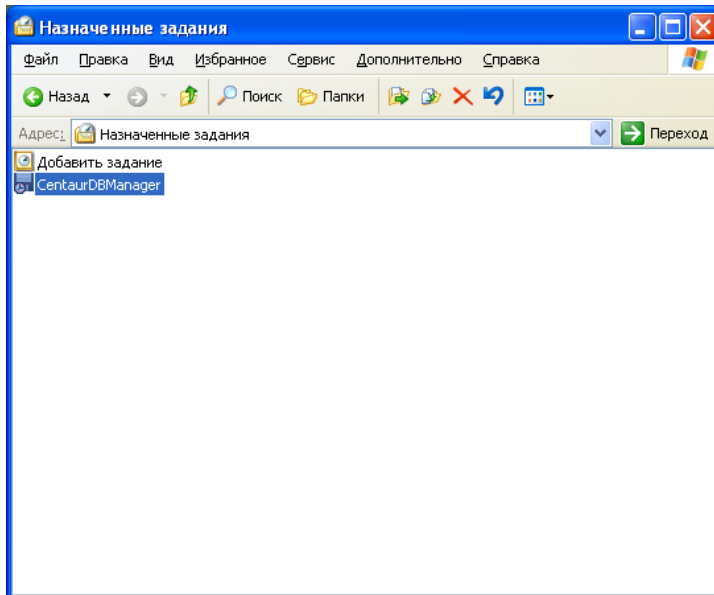 Назначенные задания
Файл Правка Вид Избранное Сервис Дополнительно Справка
Назад Поиск Папки
Адрес: Назначенные задания Переход
Добавить задание
CentaurDBManager